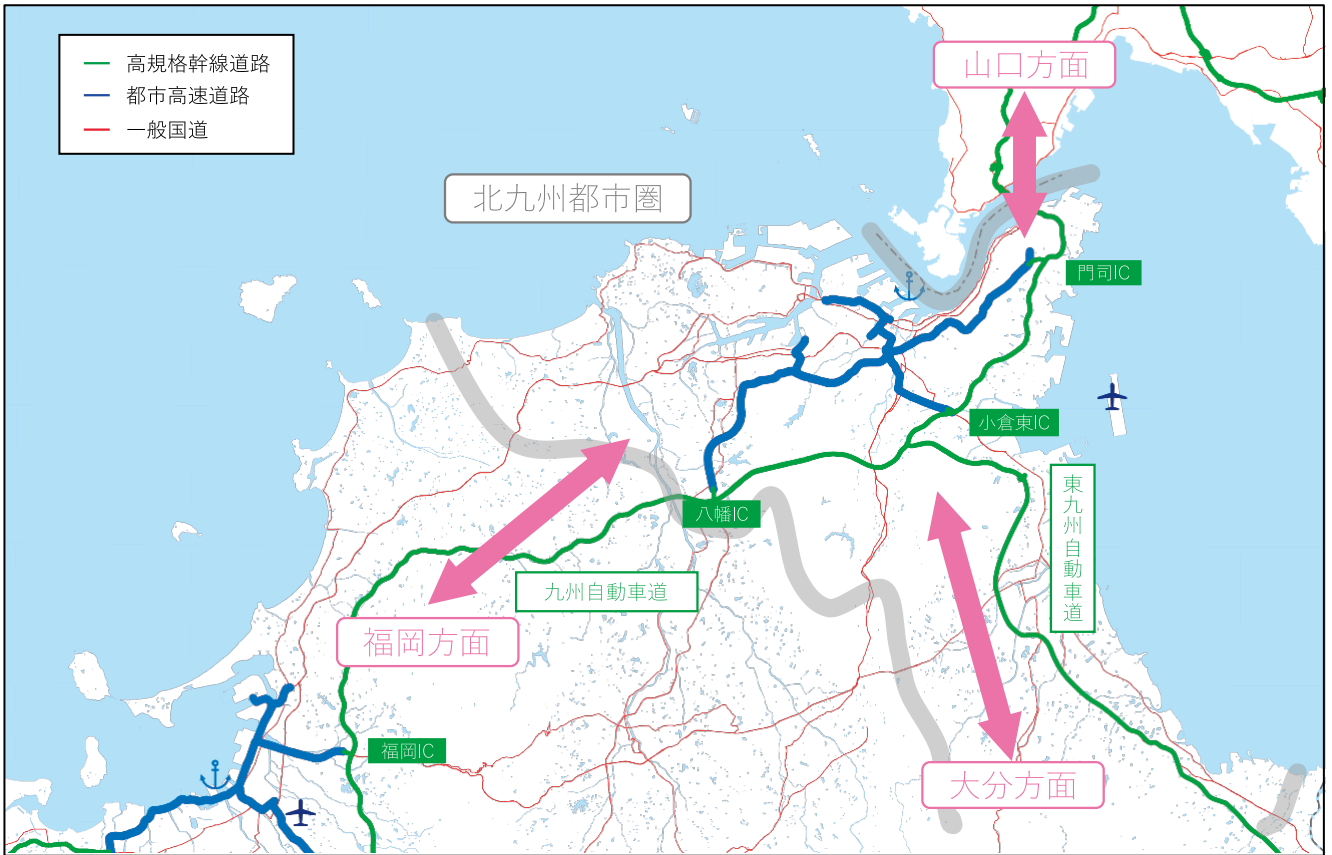 高規格幹線道路
都市高速道路
一般国道
山口方面
北九州都市圏
門司IC
小倉東IC
東九州自動車道
八幡IC
九州自動車道
福岡方面
福岡IC
大分方面